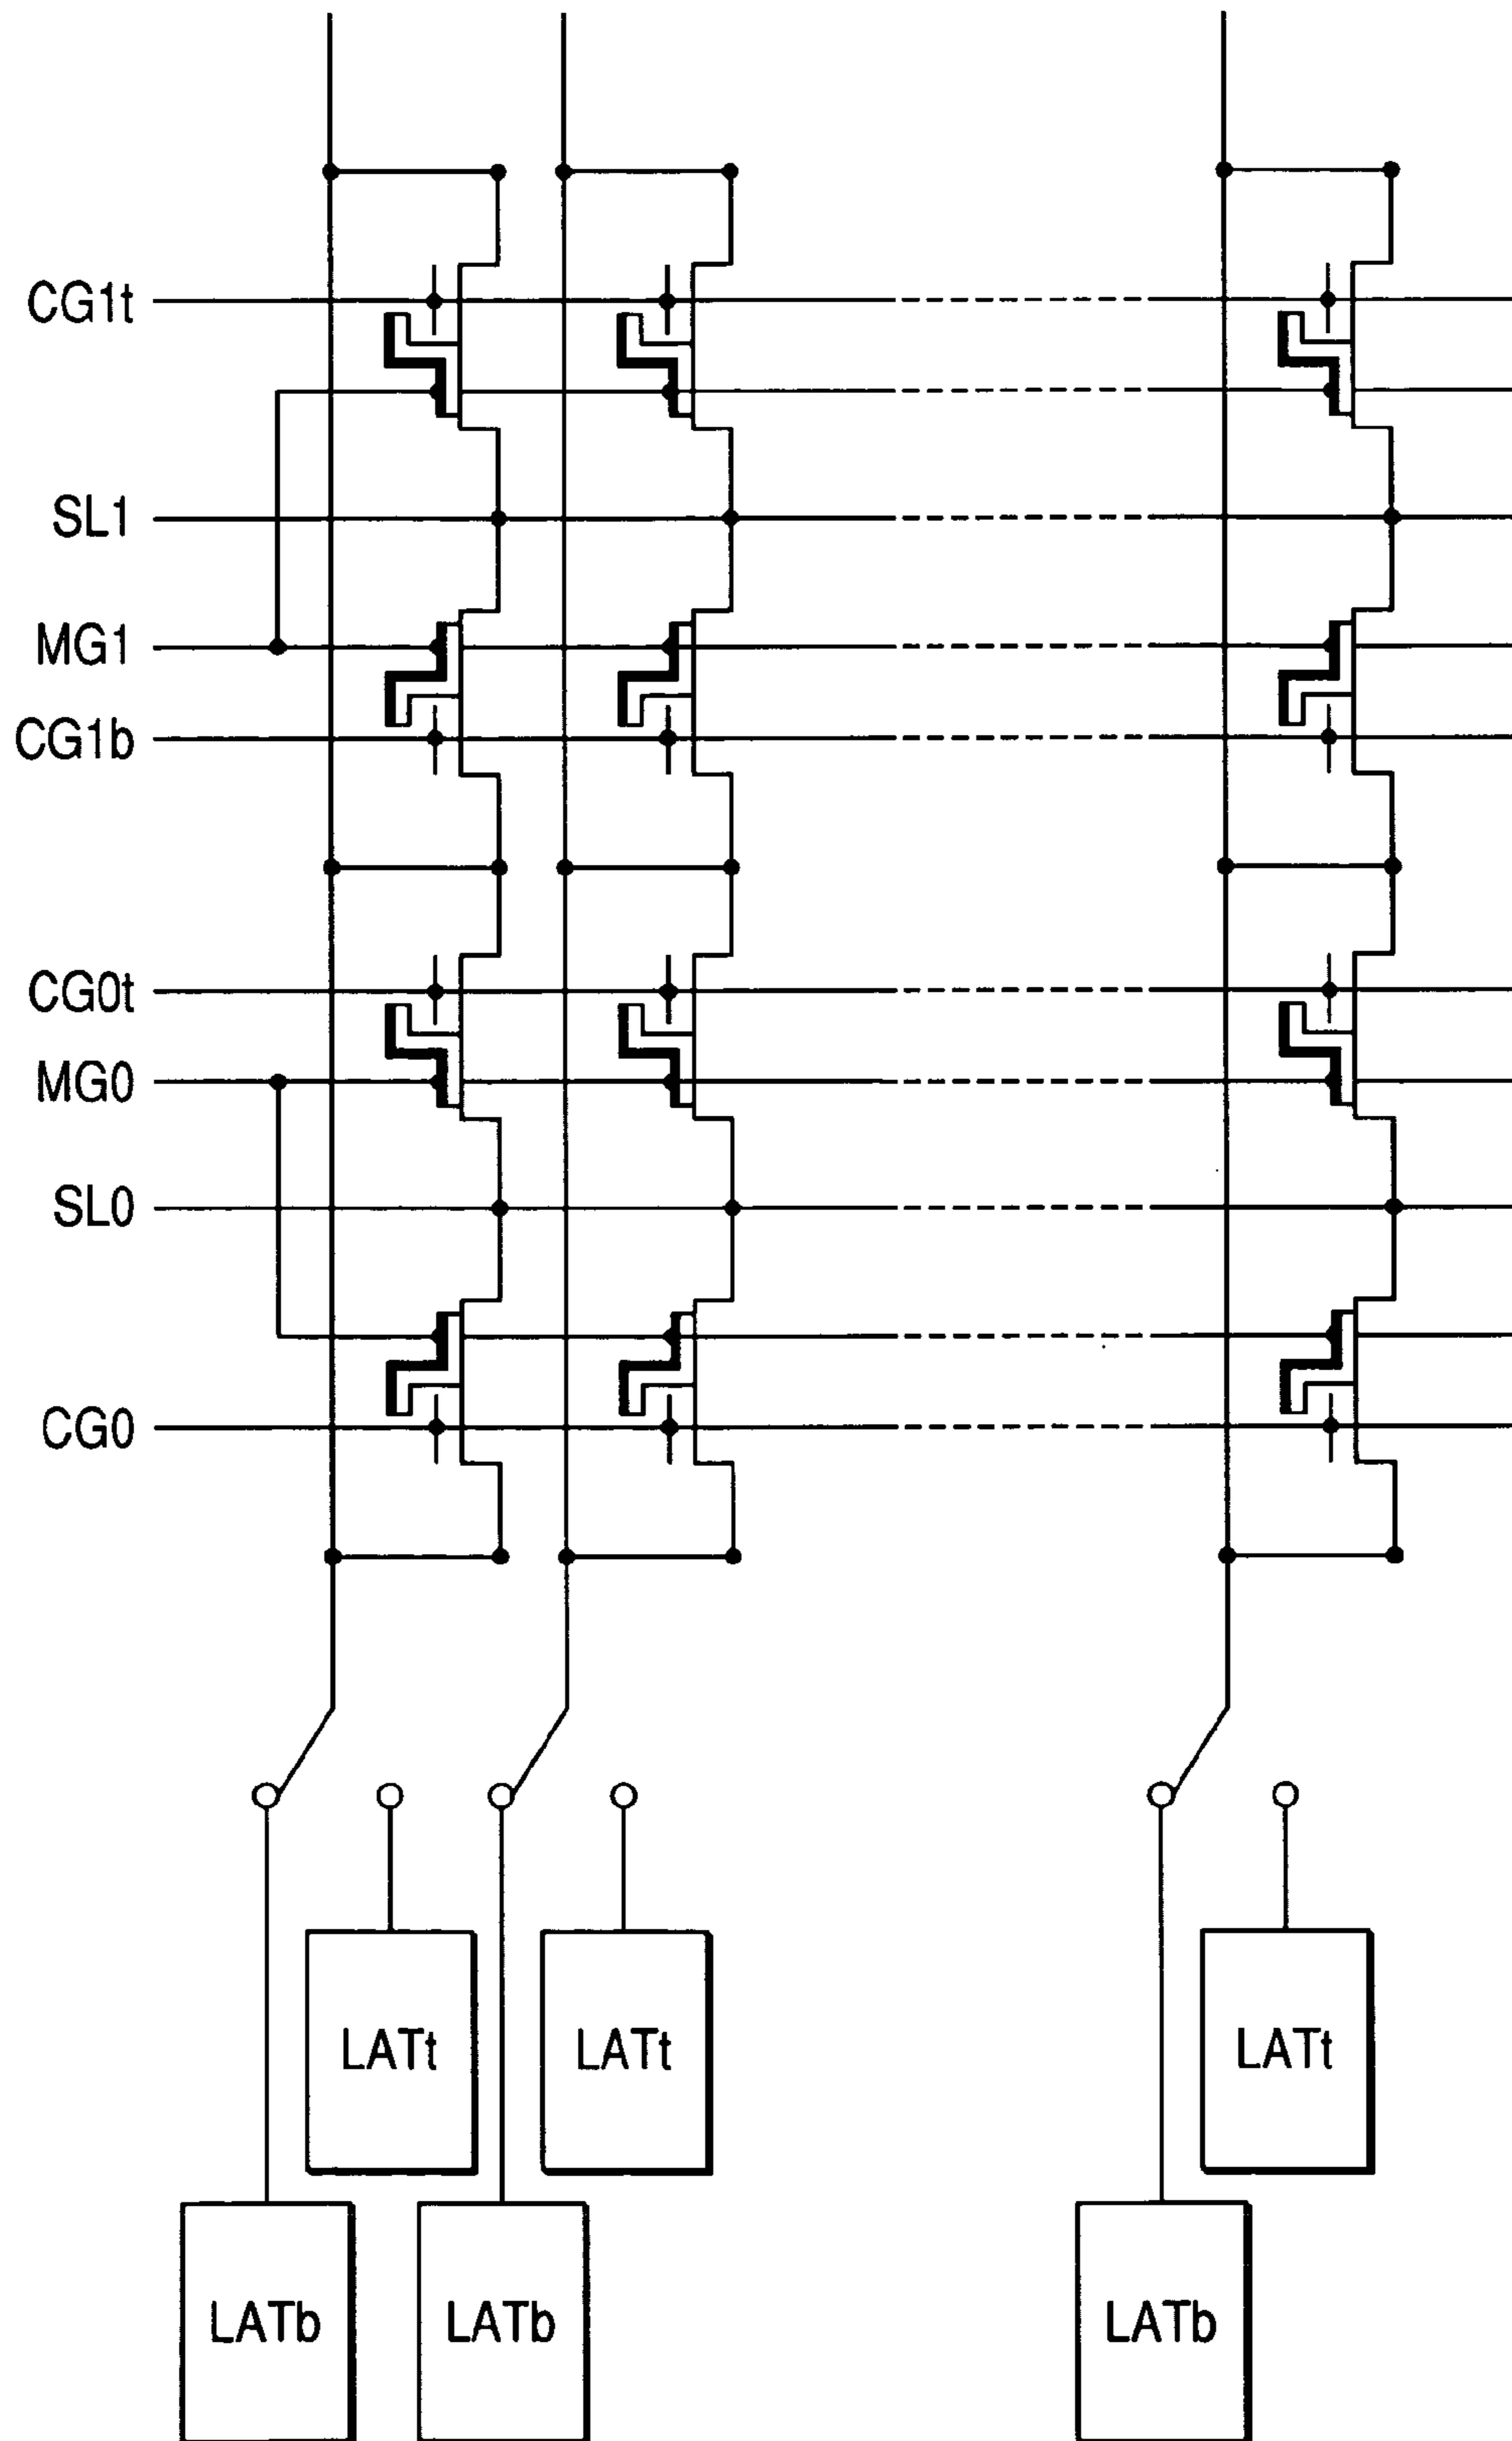 CG1t
SL1
MG1
CG1b
CG0t
MG0
SL0
CG0
LATt LATt LATt
LATb LATb LATb